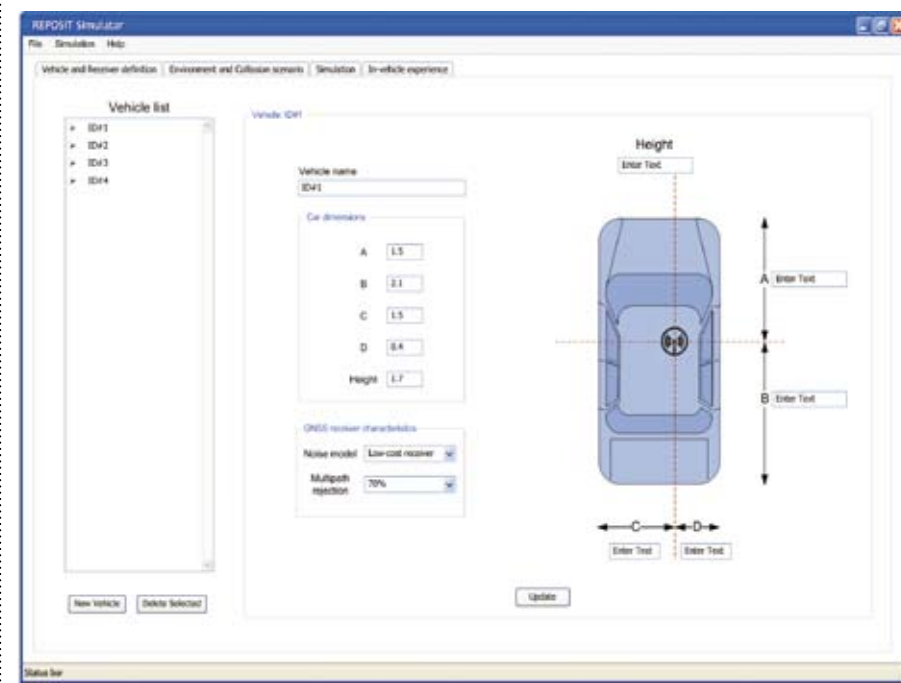 REPOSIT Simulator
File Simulation Help
Vehicle and Receiver definition Environment and Collision scenario Simulation In-vehicle experience
Vehicle list
ID#1
ID#2
ID#3
ID#4
New Vehicle Delete Selected
Vehicle: ID#1
Vehicle name
ID#1
Car dimensions
A 1.5
B 2.1
C 1.5
D 0.4
Height 1.7
GNSS receiver characteristics
Noise model Low-cost receiver
Multipath
rejection 70%
Height
Enter Text
A Enter Text
B Enter Text
C D
Enter Text Enter Text
Update
Status bar